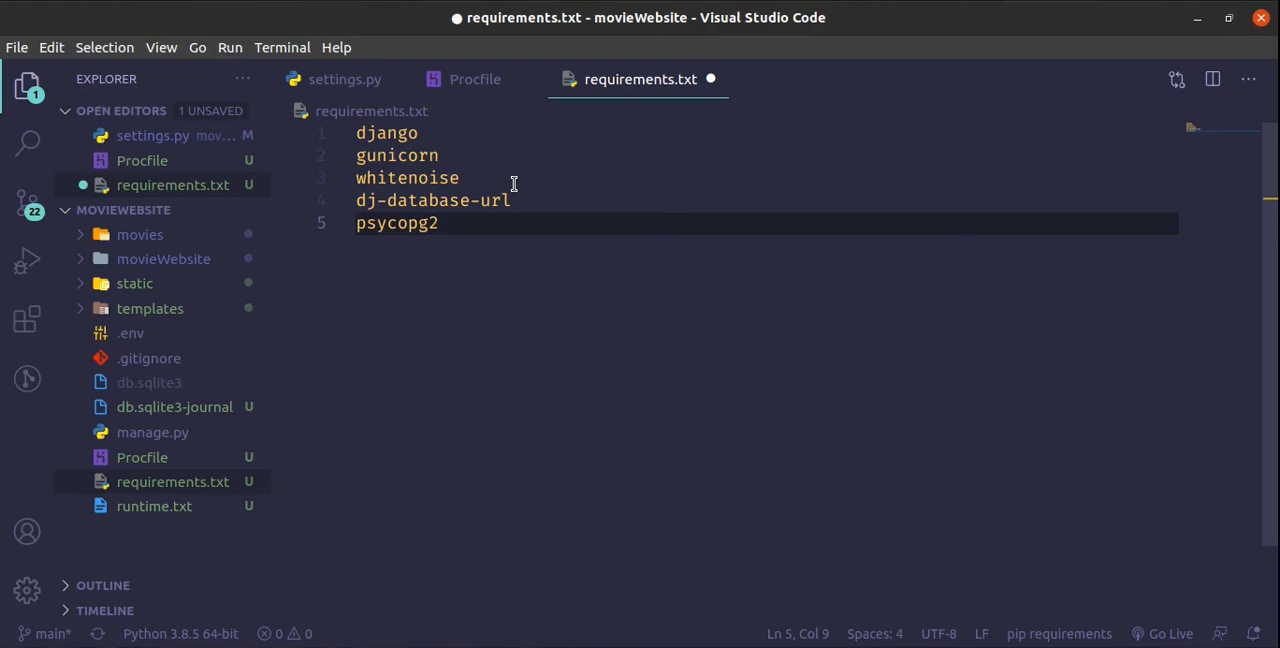 requirements.txt - movieWebsite - Visual Studio Code
File Edit Selection View Go Run Terminal Help
EXPLORER
settings.py Procfile requirements.txt
OPEN EDITORS 1 UNSAVED
requirements.txt
settings.py mov... M
Procfile U
requirements.txt U
1 django
2 gunicorn
3 whitenoise
4 dj-database-url
5 psycopg2
MOVIEWEBSITE
movies
movieWebsite
static
templates
.env
.gitignore
db.sqlite3
db.sqlite3-journal U
manage.py
Procfile U
requirements.txt U
runtime.txt U
OUTLINE
TIMELINE
1
22
main* Python 3.8.5 64-bit 0 0 Ln 5, Col 9 Spaces: 4 UTF-8 LF pip requirements Go Live